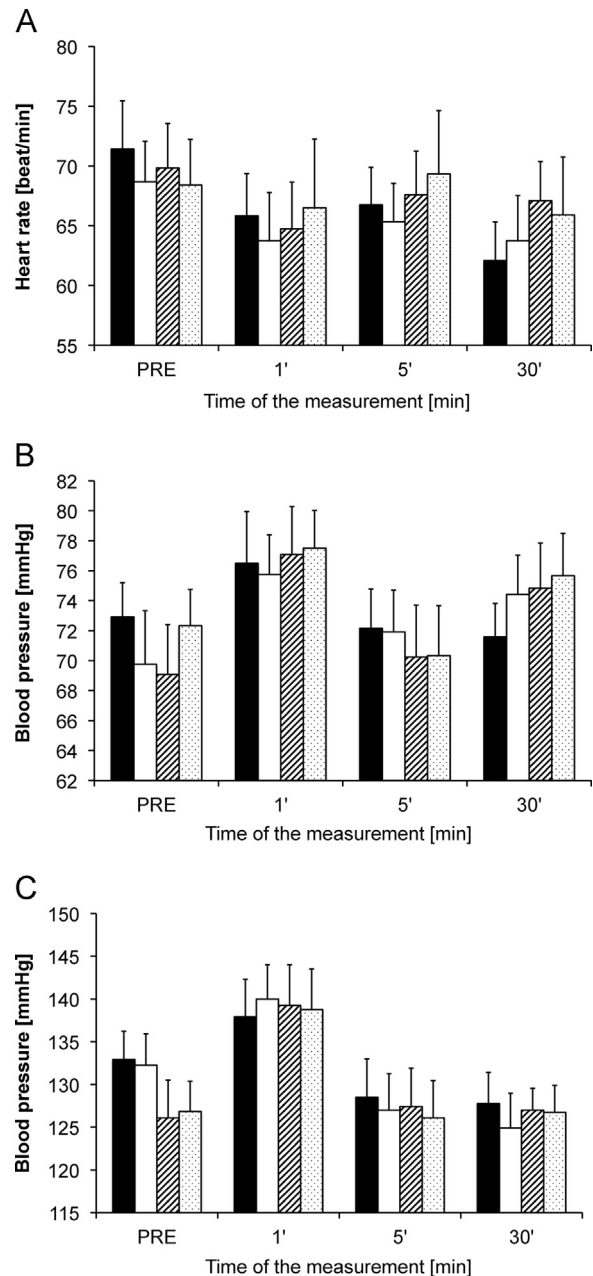 A
Heart rate [beat/min]
80
75
70
65
60
55
PRE 1' 5' 30'
Time of the measurement [min]
B
Blood pressure [mmHg]
82
80
78
76
74
72
70
68
66
64
62
PRE 1' 5' 30'
Time of the measurement [min]
C
Blood pressure [mmHg]
150
145
140
135
130
125
120
115
PRE 1' 5' 30'
Time of the measurement [min]